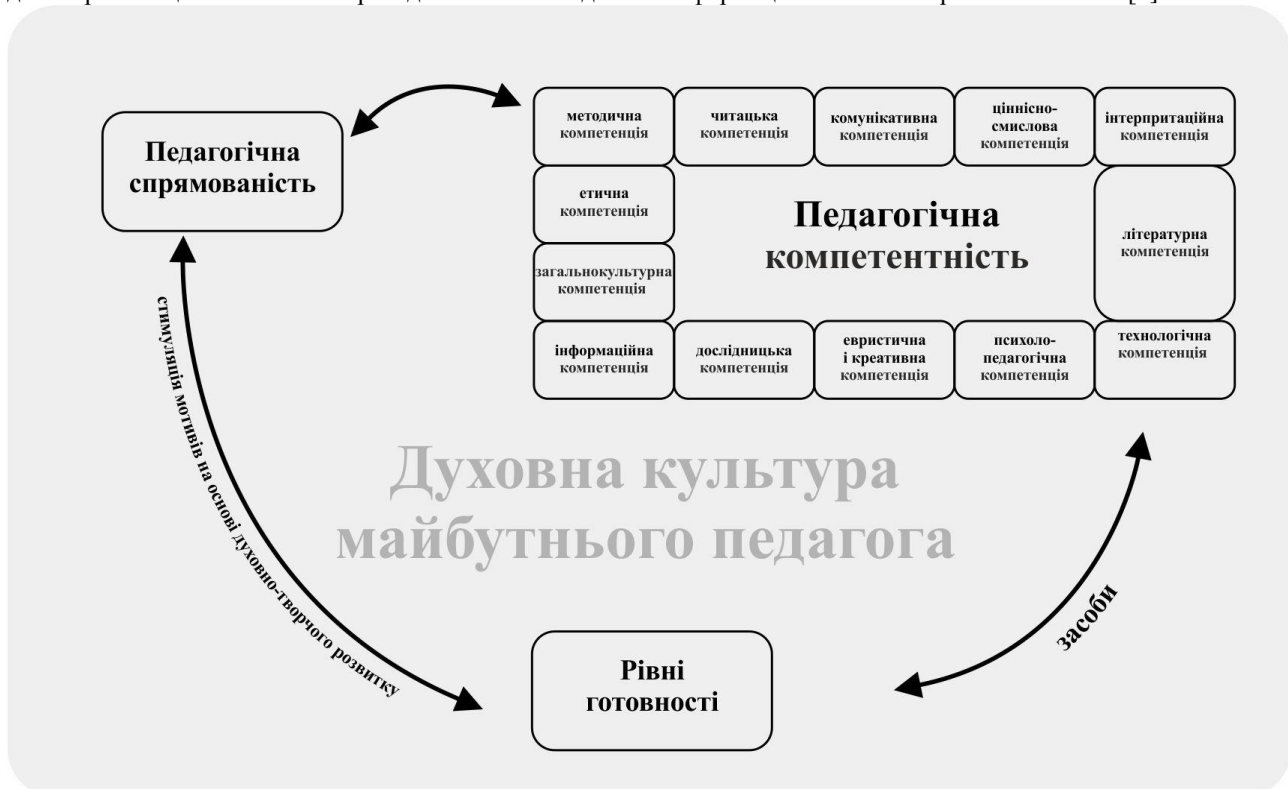 Педагогічна
спрямованість
методична
компетенція
читацька
компетенція
комунікативна
компетенція
ціннісно-
смислова
компетенція
інтерпритаційна
компетенція
етична
компетенція
Педагогічна
компетентність
літературна
компетенція
загальнокультурна
компетенція
інформаційна
компетенція
дослідницька
компетенція
евристична
і креативна
компетенція
психоло-
педагогічна
компетенція
технологічна
компетенція
стимуляція мотивів на основі духовно-творчого розвитку
Духовна культура
майбутнього педагога
засоби
Рівні
готовності